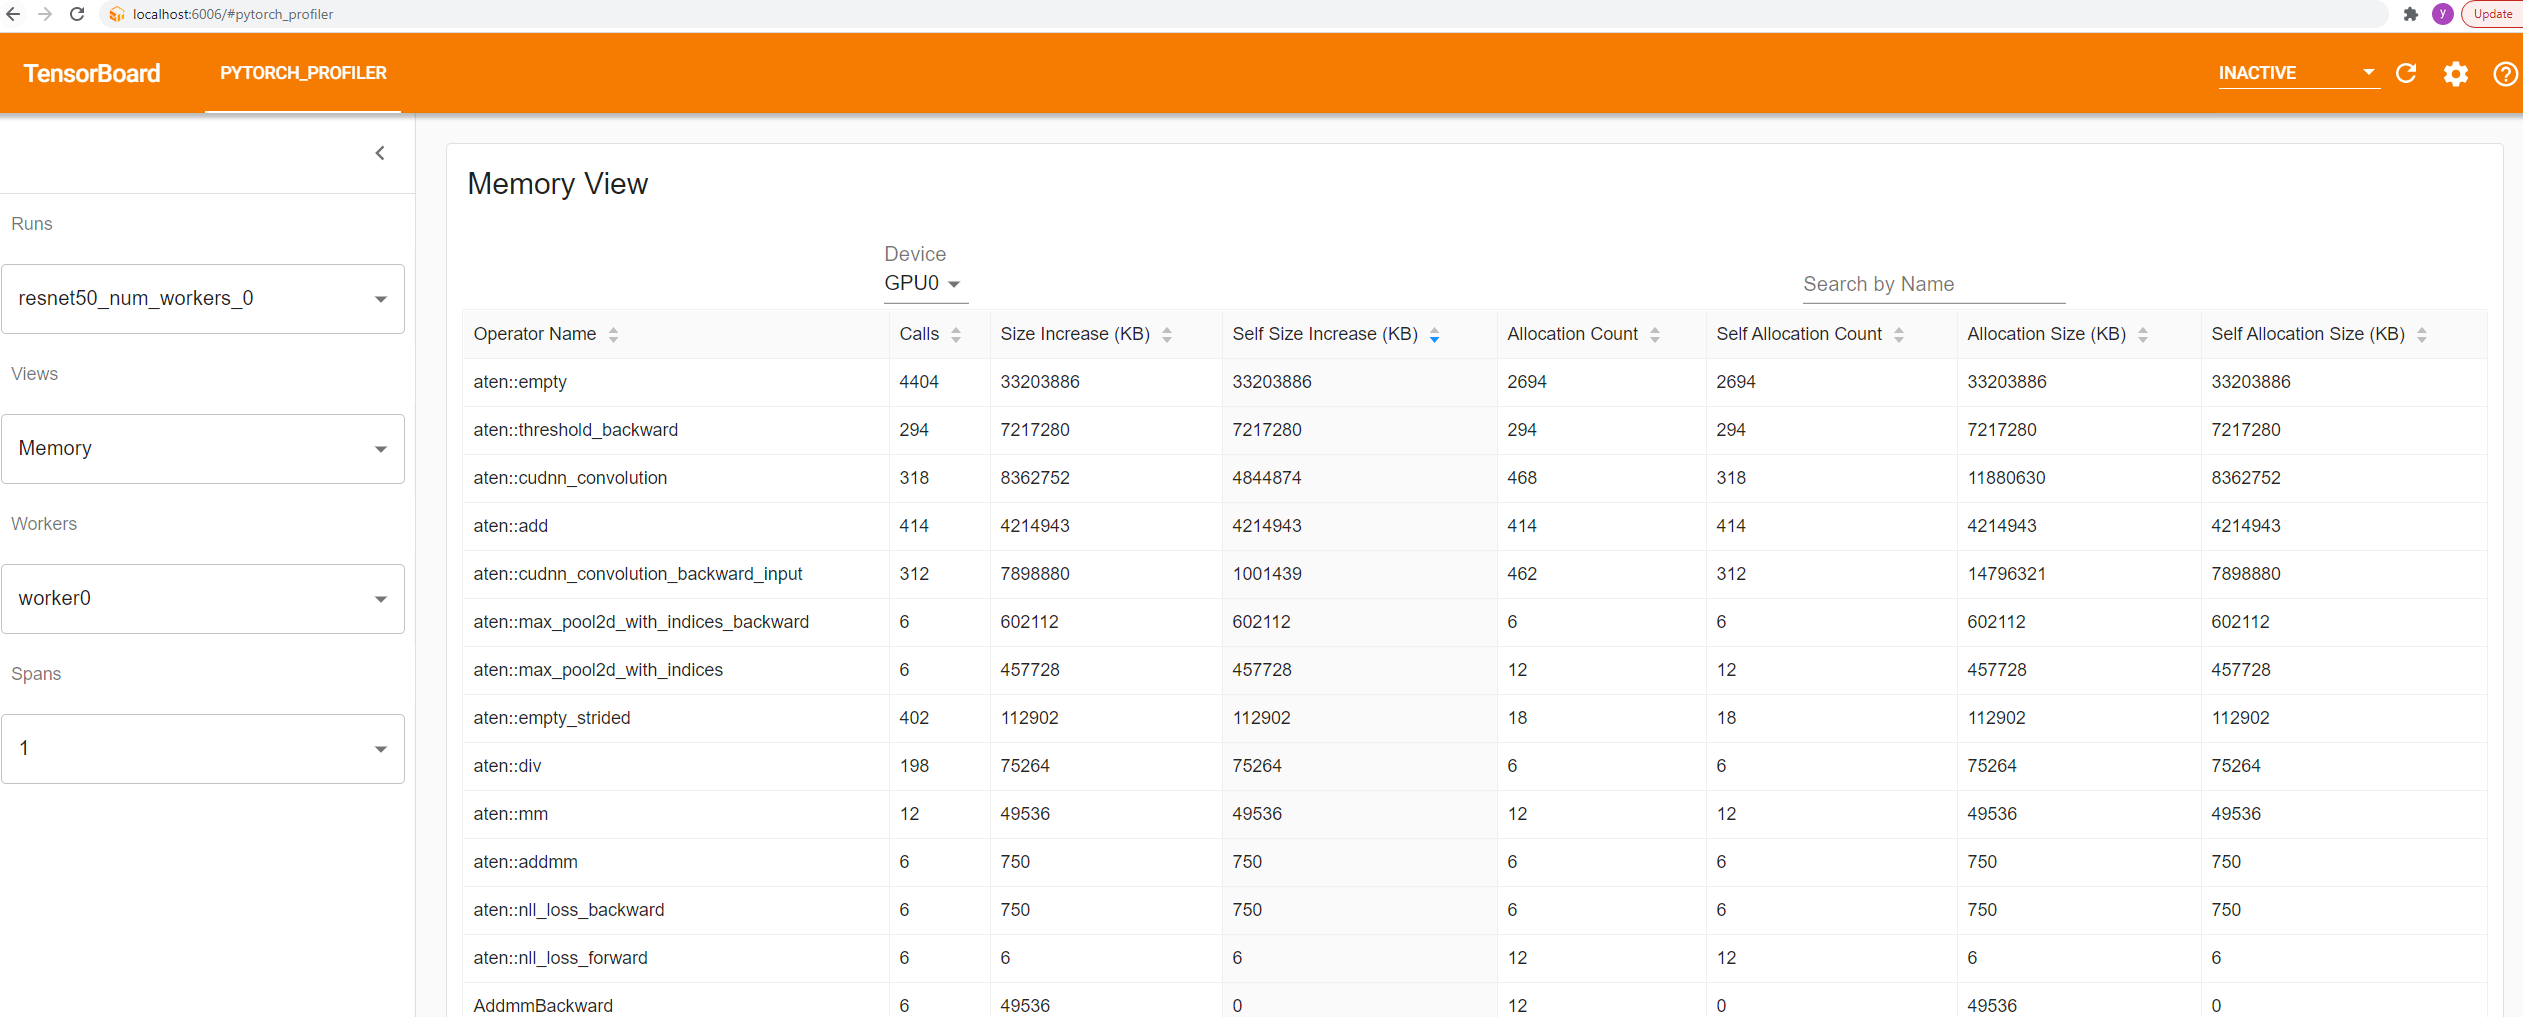 localhost:6006/#pytorch_profiler
y
Update
TensorBoard
PYTORCH_PROFILER
INACTIVE
Runs
resnet50_num_workers_0
Views
Memory
Workers
worker0
Spans
1
Memory View
Device
GPU0
Search by Name
Operator Name Calls Size Increase (KB) Self Size Increase (KB) Allocation Count Self Allocation Count Allocation Size (KB) Self Allocation Size (KB)
aten::empty 4404 33203886 33203886 2694 2694 33203886 33203886
aten::threshold_backward 294 7217280 7217280 294 294 7217280 7217280
aten::cudnn_convolution 318 8362752 4844874 468 318 11880630 8362752
aten::add 414 4214943 4214943 414 414 4214943 4214943
aten::cudnn_convolution_backward_input 312 7898880 1001439 462 312 14796321 7898880
aten::max_pool2d_with_indices_backward 6 602112 602112 6 6 602112 602112
aten::max_pool2d_with_indices 6 457728 457728 12 12 457728 457728
aten::empty_strided 402 112902 112902 18 18 112902 112902
aten::div 198 75264 75264 6 6 75264 75264
aten::mm 12 49536 49536 12 12 49536 49536
aten::addmm 6 750 750 6 6 750 750
aten::nll_loss_backward 6 750 750 6 6 750 750
aten::nll_loss_forward 6 6 6 12 12 6 6
AddmmBackward 6 49536 0 12 0 49536 0